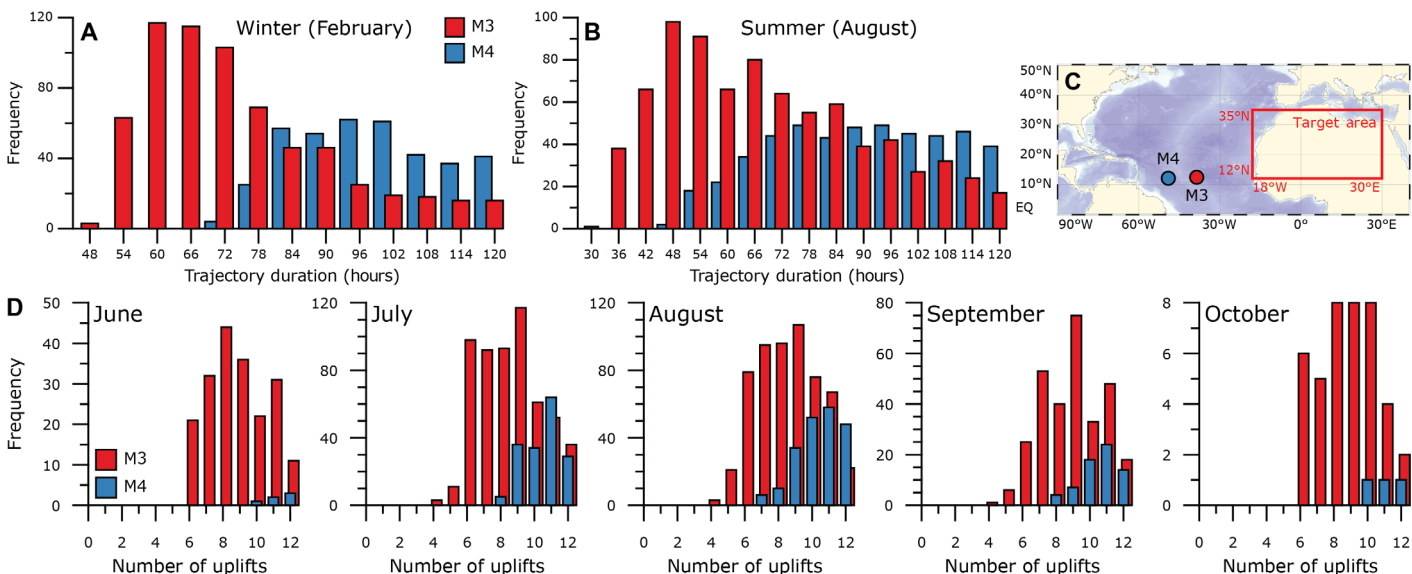 A
Winter (February)
M3
M4
120
80
40
0
Frequency
48 54 60 66 72 78 84 90 96 102 108 114 120
Trajectory duration (hours)
B
Summer (August)
100
80
60
40
20
0
Frequency
30 36 42 48 54 60 66 72 78 84 90 96 102 108 114 120
Trajectory duration (hours)
C
50°N
40°N
30°N
20°N
10°N
EQ
35°N
Target area
12°N
18°W 30°E
M4
M3
90°W 60°W 30°W 0° 30°E
D
June
50
40
30
20
10
0
Frequency
M3
M4
0 2 4 6 8 10 12
Number of uplifts
July
120
80
40
0
0 2 4 6 8 10 12
Number of uplifts
August
120
80
40
0
0 2 4 6 8 10 12
Number of uplifts
September
80
60
40
20
0
0 2 4 6 8 10 12
Number of uplifts
October
8
6
4
2
0
0 2 4 6 8 10 12
Number of uplifts